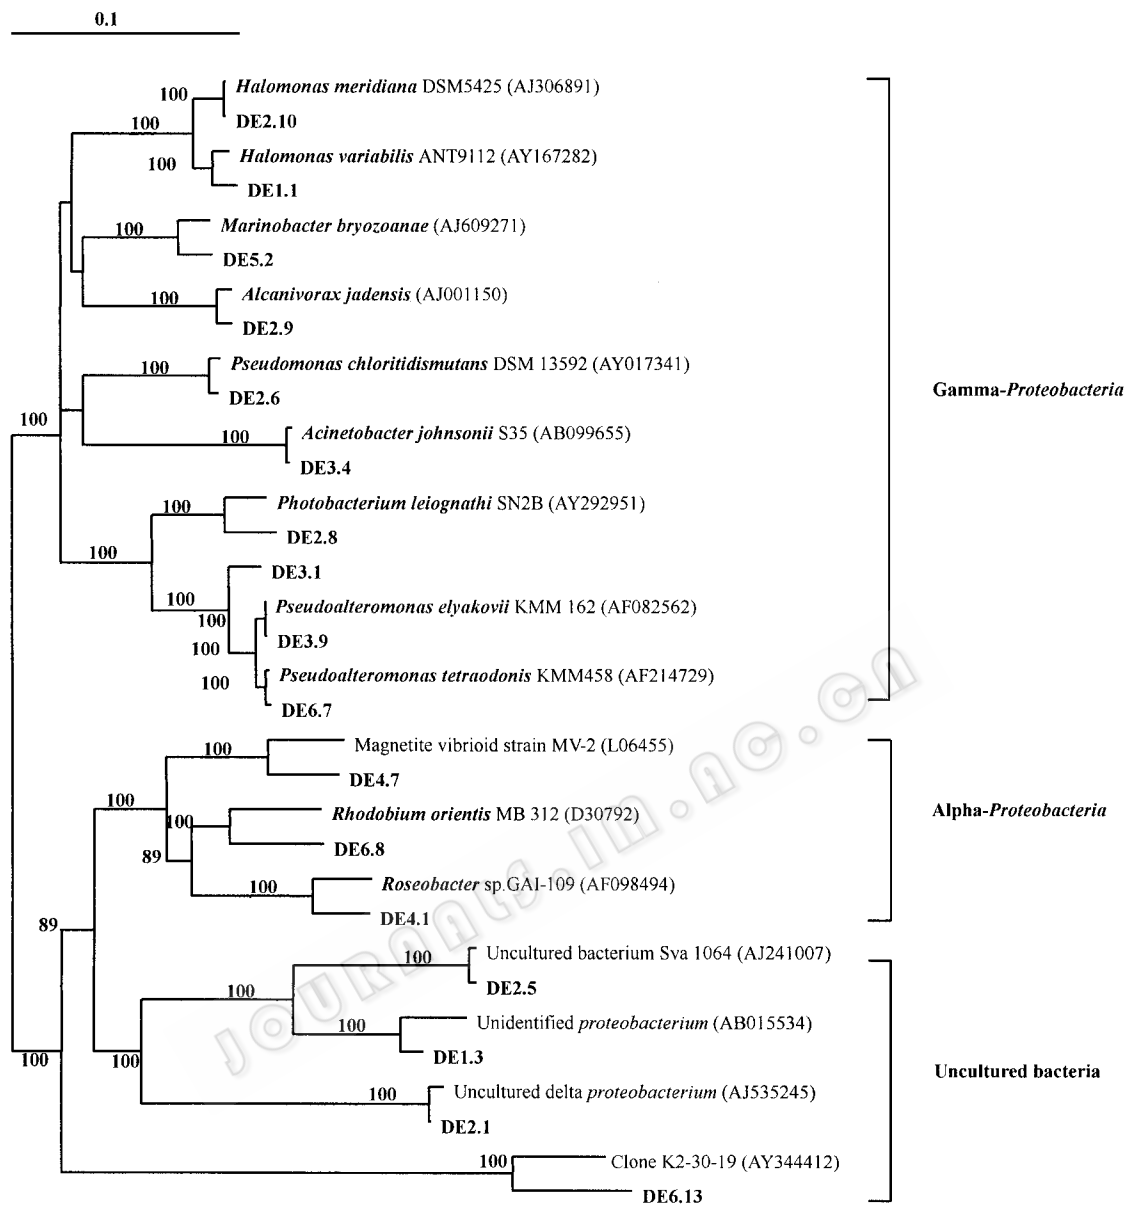 0.1
100
Halomonas meridiana DSM5425 (AJ306891)
DE2.10
100
Halomonas variabilis ANT9112 (AY167282)
100
DE1.1
Marinobacter bryozoanae (AJ609271)
100
DE5.2
Alcanivorax jadensis (AJ001150)
100
DE2.9
Pseudomonas chloritidismutans DSM 13592 (AY017341)
100
DE2.6
Gamma-Proteobacteria
100
Acinetobacter johnsonii S35 (AB099655)
100
DE3.4
Photobacterium leiognathi SN2B (AY292951)
100
DE2.8
100
DE3.1
100
Pseudoalteromonas elyakovii KMM 162 (AF082562)
100
DE3.9
100
Pseudoalteromonas tetraodonis KMM458 (AF214729)
100
DE6.7
Magnetite vibrioid strain MV-2 (L06455)
100
DE4.7
100
Rhodobium orientis MB 312 (D30792)
Alpha-Proteobacteria
100
DE6.8
89
Roseobacter sp.GAI-109 (AF098494)
100
DE4.1
89
Uncultured bacterium Sva 1064 (AJ241007)
100
DE2.5
100
Unidentified proteobacterium (AB015534)
100
DE1.3
100
100
Uncultured bacteria
Uncultured delta proteobacterium (AJ535245)
100
DE2.1
Clone K2-30-19 (AY344412)
100
DE6.13
JOURNALS.IM.AC.CN